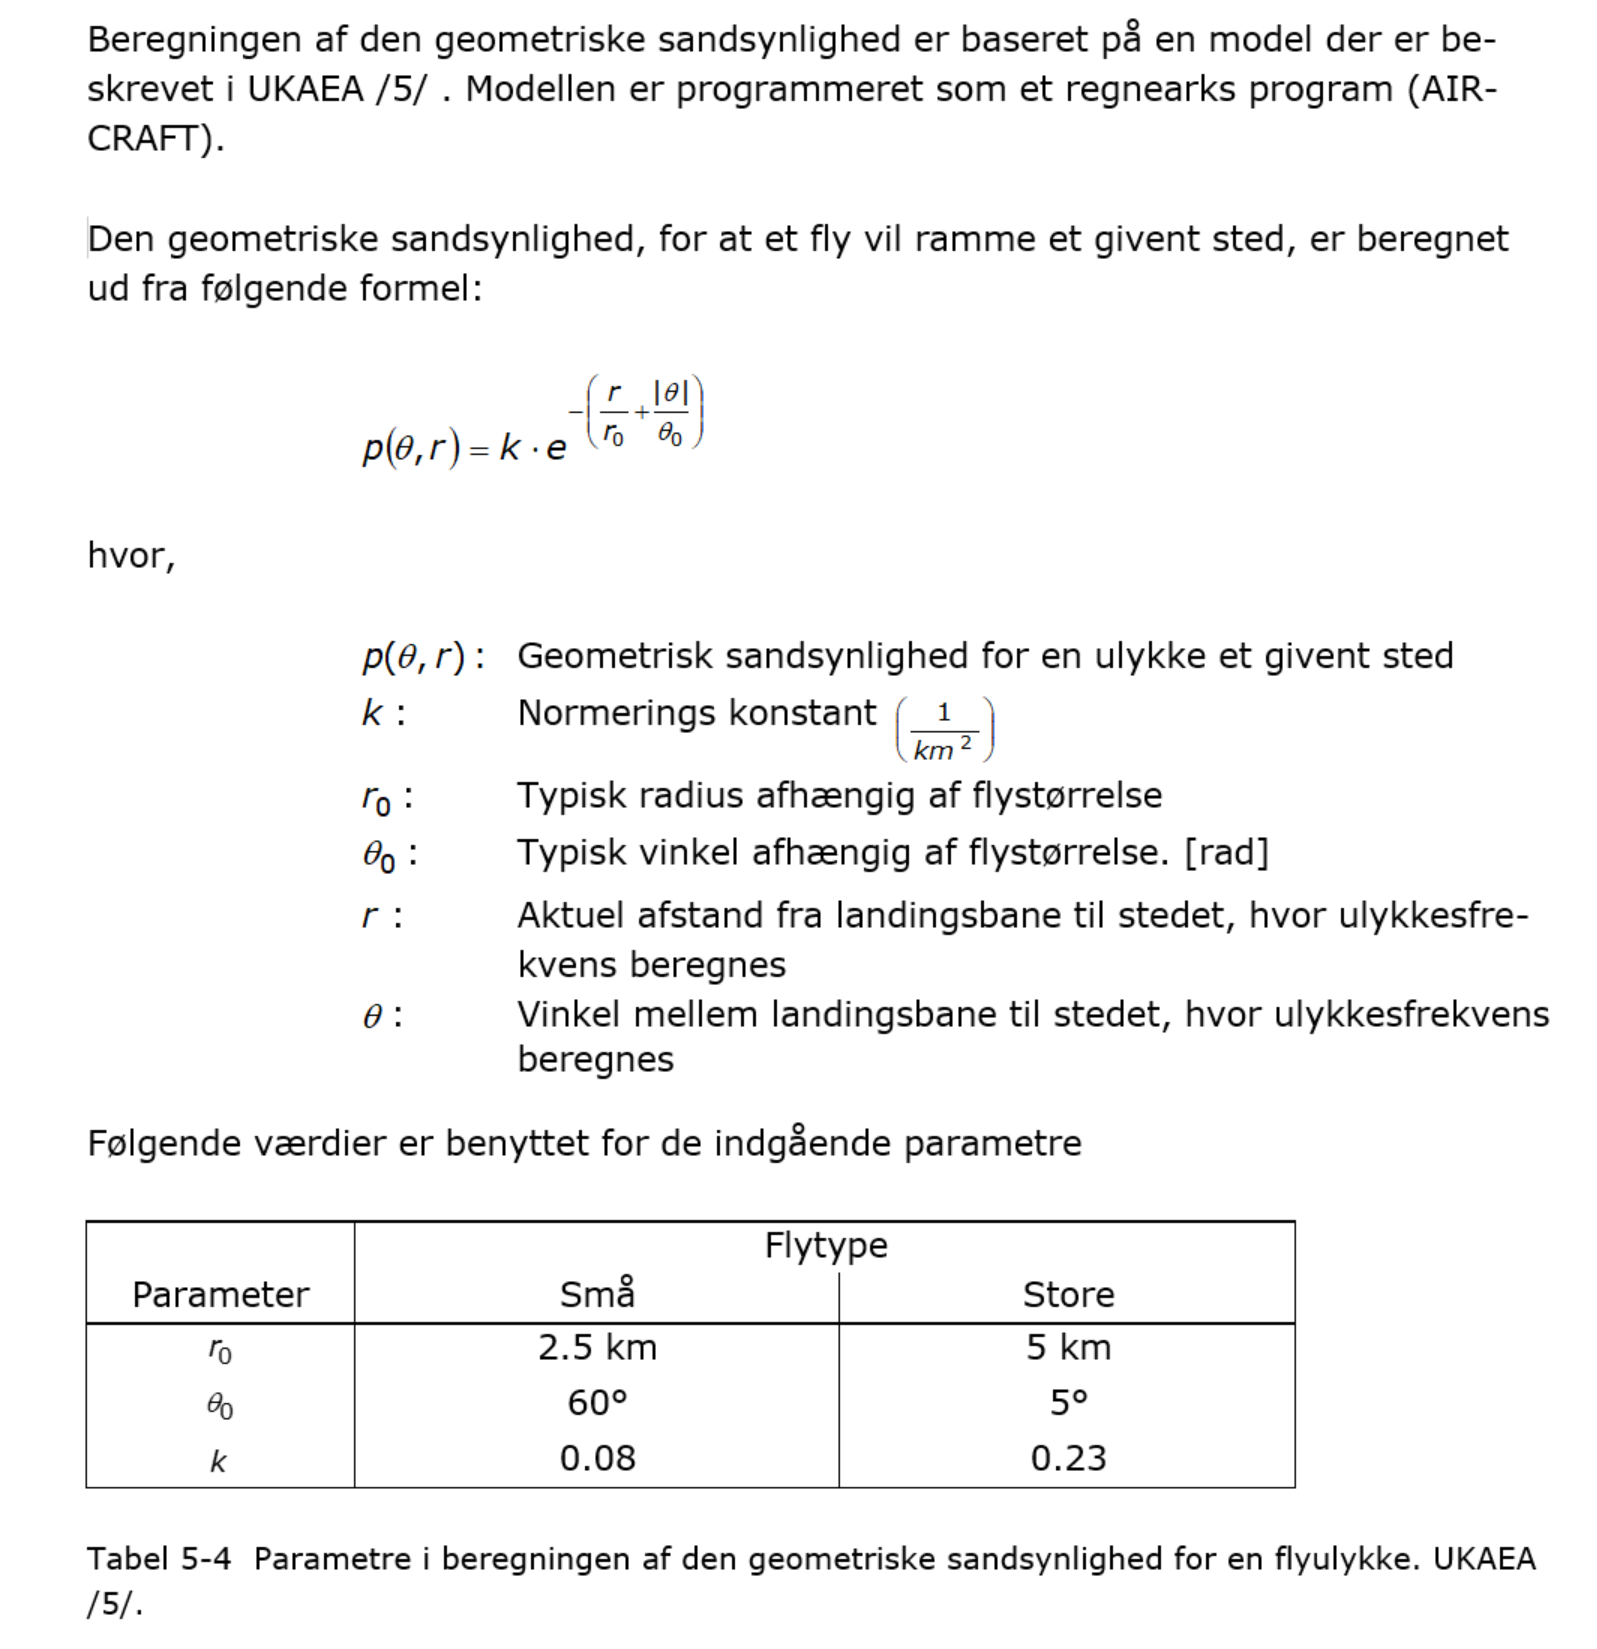 Beregningen af den geometriske sandsynlighed er baseret på en model der er be-
skrevet i UKAEA /5/ . Modellen er programmeret som et regnearks program (AIR-
CRAFT).
Den geometriske sandsynlighed, for at et fly vil ramme et givent sted, er beregnet
ud fra følgende formel:
p(θ,r) = k · e^{-(r/r₀ + |θ|/θ₀)}
hvor,
p(θ,r) : Geometrisk sandsynlighed for en ulykke et givent sted
k : Normerings konstant (1/km²)
r₀ : Typisk radius afhængig af flystørrelse
θ₀ : Typisk vinkel afhængig af flystørrelse. [rad]
r : Aktuel afstand fra landingsbane til stedet, hvor ulykkesfre-
kvens beregnes
θ : Vinkel mellem landingsbane til stedet, hvor ulykkesfrekvens
beregnes
Følgende værdier er benyttet for de indgående parametre
Flytype
Parameter Små Store
r₀ 2.5 km 5 km
θ₀ 60° 5°
k 0.08 0.23
Tabel 5-4 Parametre i beregningen af den geometriske sandsynlighed for en flyulykke. UKAEA
/5/.